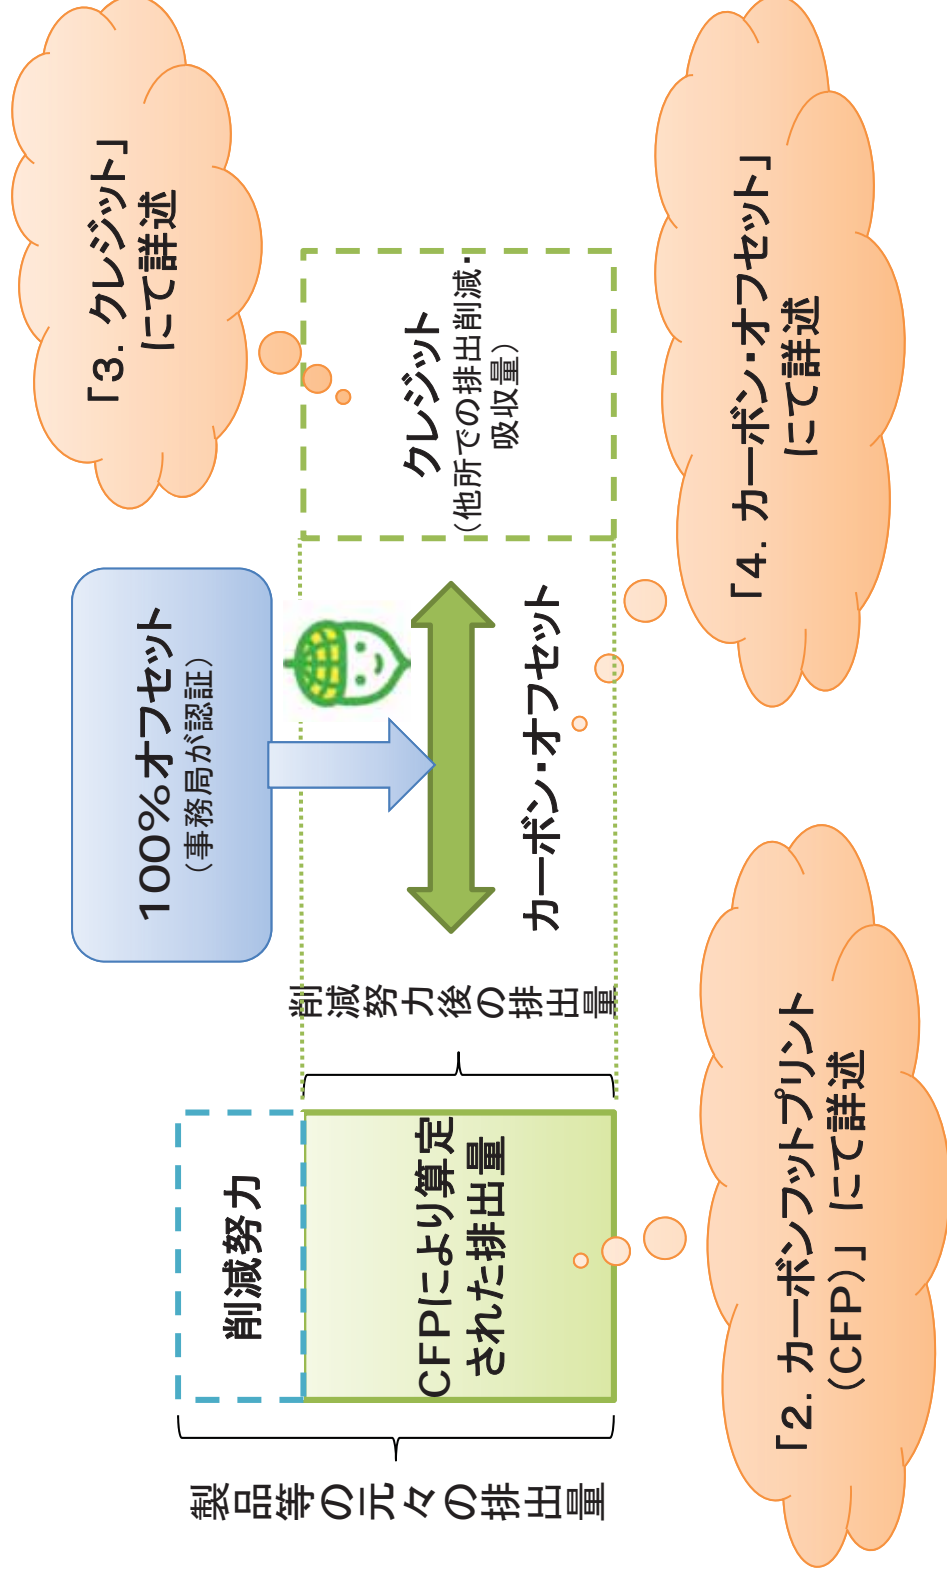 製品等の元々の排出量
削減努力
CFPにより算定
された排出量
削減努力後の排出量
100%オフセット
（事務局が認証）
カーボン・オフセット
クレジット
（他所での排出削減・
吸収量）
「2. カーボンフットプリント
（CFP）」にて詳述
「3. クレジット」
にて詳述
「4. カーボン・オフセット」
にて詳述